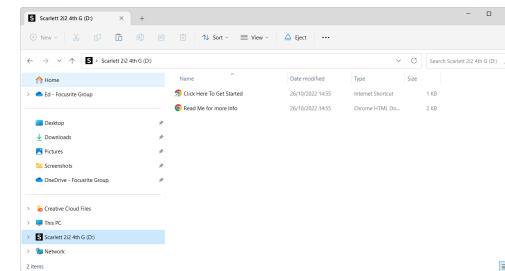 Scarlett 2i2 4th G (D:)
New Sort View Eject
Scarlett 2i2 4th G (D:) Search Scarlett 2i2 4th G (D:)
Home
Ed - Focusrite Group
Desktop
Downloads
Pictures
Screenshots
OneDrive - Focusrite Group
Creative Cloud Files
This PC
Scarlett 2i2 4th G (D:)
Network
Name Date modified Type Size
Click Here To Get Started 26/10/2022 14:55 Internet Shortcut 1 KB
Read Me for more Info 26/10/2022 14:55 Chrome HTML Do... 2 KB
2 items